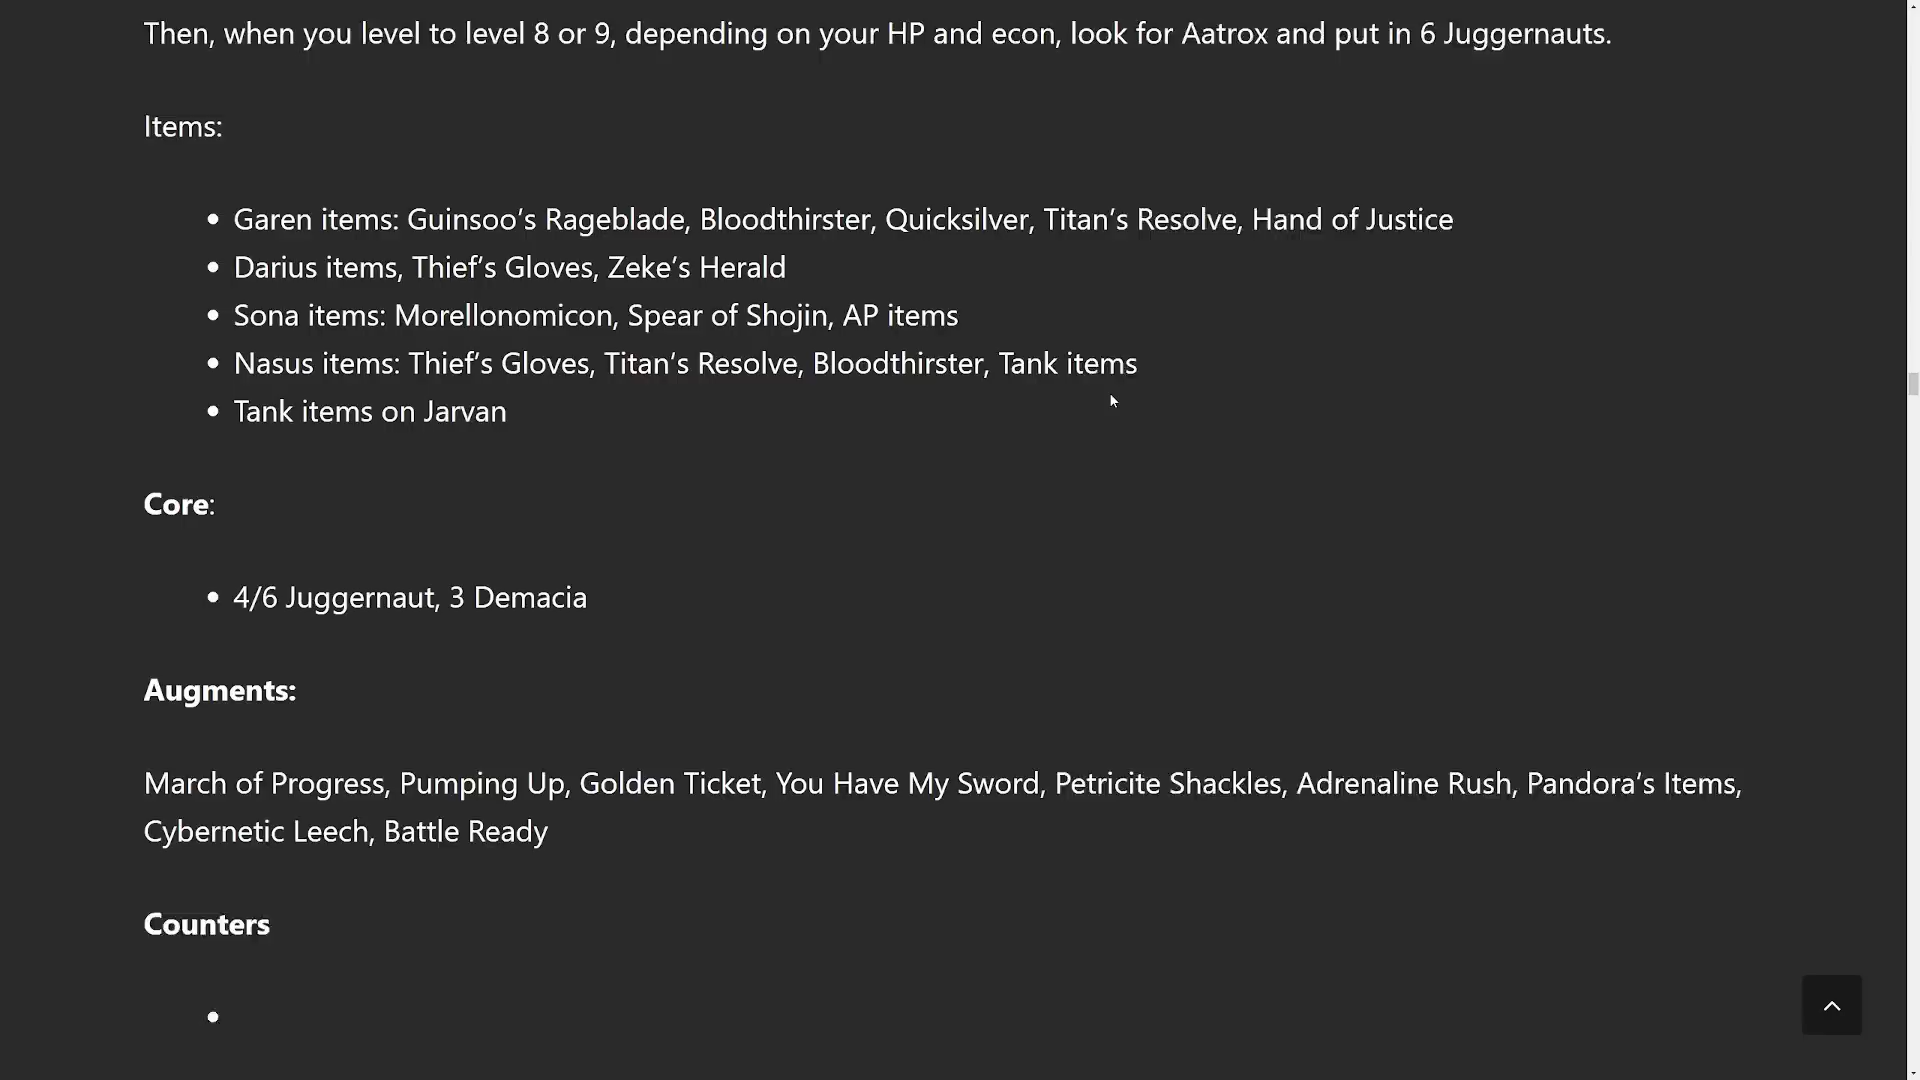 Then, when you level to level 8 or 9, depending on your HP and econ, look for Aatrox and put in 6 Juggernauts.
Items:
• Garen items: Guinsoo’s Rageblade, Bloodthirster, Quicksilver, Titan’s Resolve, Hand of Justice
• Darius items, Thief’s Gloves, Zeke’s Herald
• Sona items: Morellonomicon, Spear of Shojin, AP items
• Nasus items: Thief’s Gloves, Titan’s Resolve, Bloodthirster, Tank items
• Tank items on Jarvan
Core:
• 4/6 Juggernaut, 3 Demacia
Augments:
March of Progress, Pumping Up, Golden Ticket, You Have My Sword, Petricite Shackles, Adrenaline Rush, Pandora’s Items,
Cybernetic Leech, Battle Ready
Counters
•